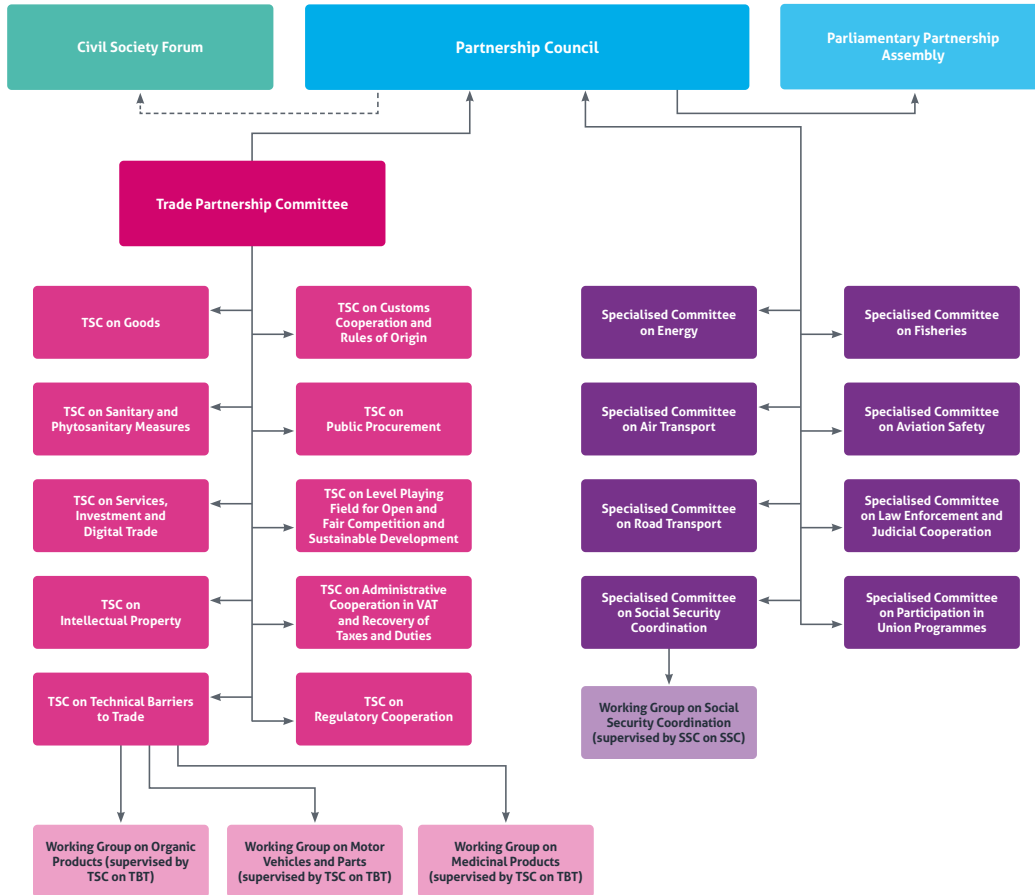 Civil Society Forum
Partnership Council
Parliamentary Partnership
Assembly
Trade Partnership Committee
TSC on Goods
TSC on Customs
Cooperation and
Rules of Origin
Specialised Committee
on Energy
Specialised Committee
on Fisheries
TSC on Sanitary and
Phytosanitary Measures
TSC on
Public Procurement
Specialised Committee
on Air Transport
Specialised Committee
on Aviation Safety
TSC on Services,
Investment and
Digital Trade
TSC on Level Playing
Field for Open and
Fair Competition and
Sustainable Development
Specialised Committee
on Road Transport
Specialised Committee
on Law Enforcement and
Judicial Cooperation
TSC on
Intellectual Property
TSC on Administrative
Cooperation in VAT
and Recovery of
Taxes and Duties
Specialised Committee
on Social Security
Coordination
Specialised Committee
on Participation in
Union Programmes
TSC on Technical Barriers
to Trade
TSC on
Regulatory Cooperation
Working Group on Social
Security Coordination
(supervised by SSC on SSC)
Working Group on Organic
Products (supervised by
TSC on TBT)
Working Group on Motor
Vehicles and Parts
(supervised by TSC on TBT)
Working Group on
Medicinal Products
(supervised by TSC on TBT)